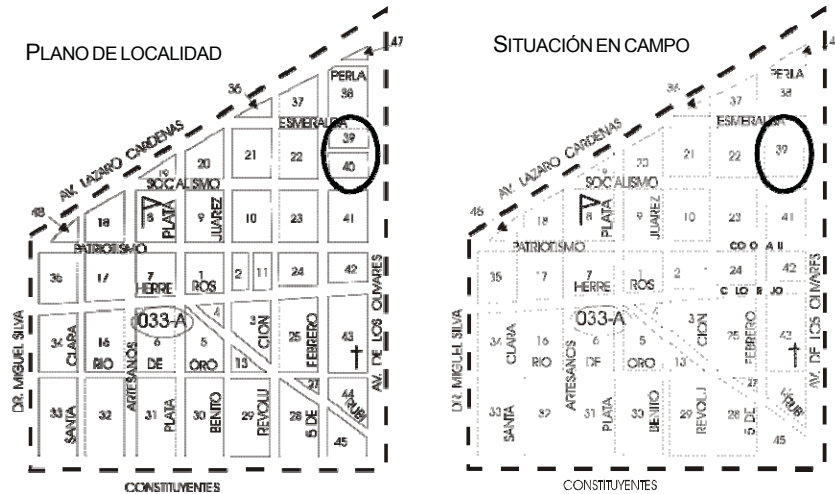 PLANO DE LOCALIDAD
47
PERLA
36
37
38
ESMERALDA
39
AV. LAZARO CARDENAS
19
20
21
22
40
SOCIALISMO
48
18
8
PLATA
9
JUAREZ
10
23
41
PATRIOTISMO
35
17
7
1
2
11
24
42
HERRE
ROS
033-A
4
3
CION
34
CLARA
16
6
5
25
FEBRERO
43
RIO
DE
ORO
13
DR. MIGUEL SILVA
ARTESANOS
AV. DE LOS OLIVARES
27
44
RUBI
33
SANTA
32
31
PLATA
30
BENITO
29
REVOLU
28
5 DE
45
CONSTITUYENTES
SITUACIÓN EN CAMPO
36
PERLA
37
38
ESMERALDA
39
AV. LAZARO CARDENAS
20
21
22
SOCIALISMO
18
8
PLATA
9
JUAREZ
10
23
41
PATRIOTISMO
35
7
1
2
24
42
HERRE
ROS
033-A
3
CION
34
CLARA
16
6
5
25
FEBRERO
43
RIO
DE
ORO
13
DR. MIGUEL SILVA
ARTESANOS
AV. DE LOS OLIVARES
27
44
RUBI
33
SANTA
32
31
PLATA
30
BENITO
29
REVOLU
28
5 DE
45
CONSTITUYENTES